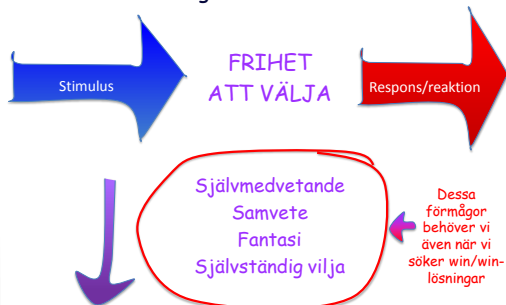 Stimulus
FRIHET
ATT VÄLJA
Respons/reaktion
Självmedvetande
Samvete
Fantasi
Självständig vilja
Dessa
förmågor
behöver vi
även när vi
söker win/win-
lösningar